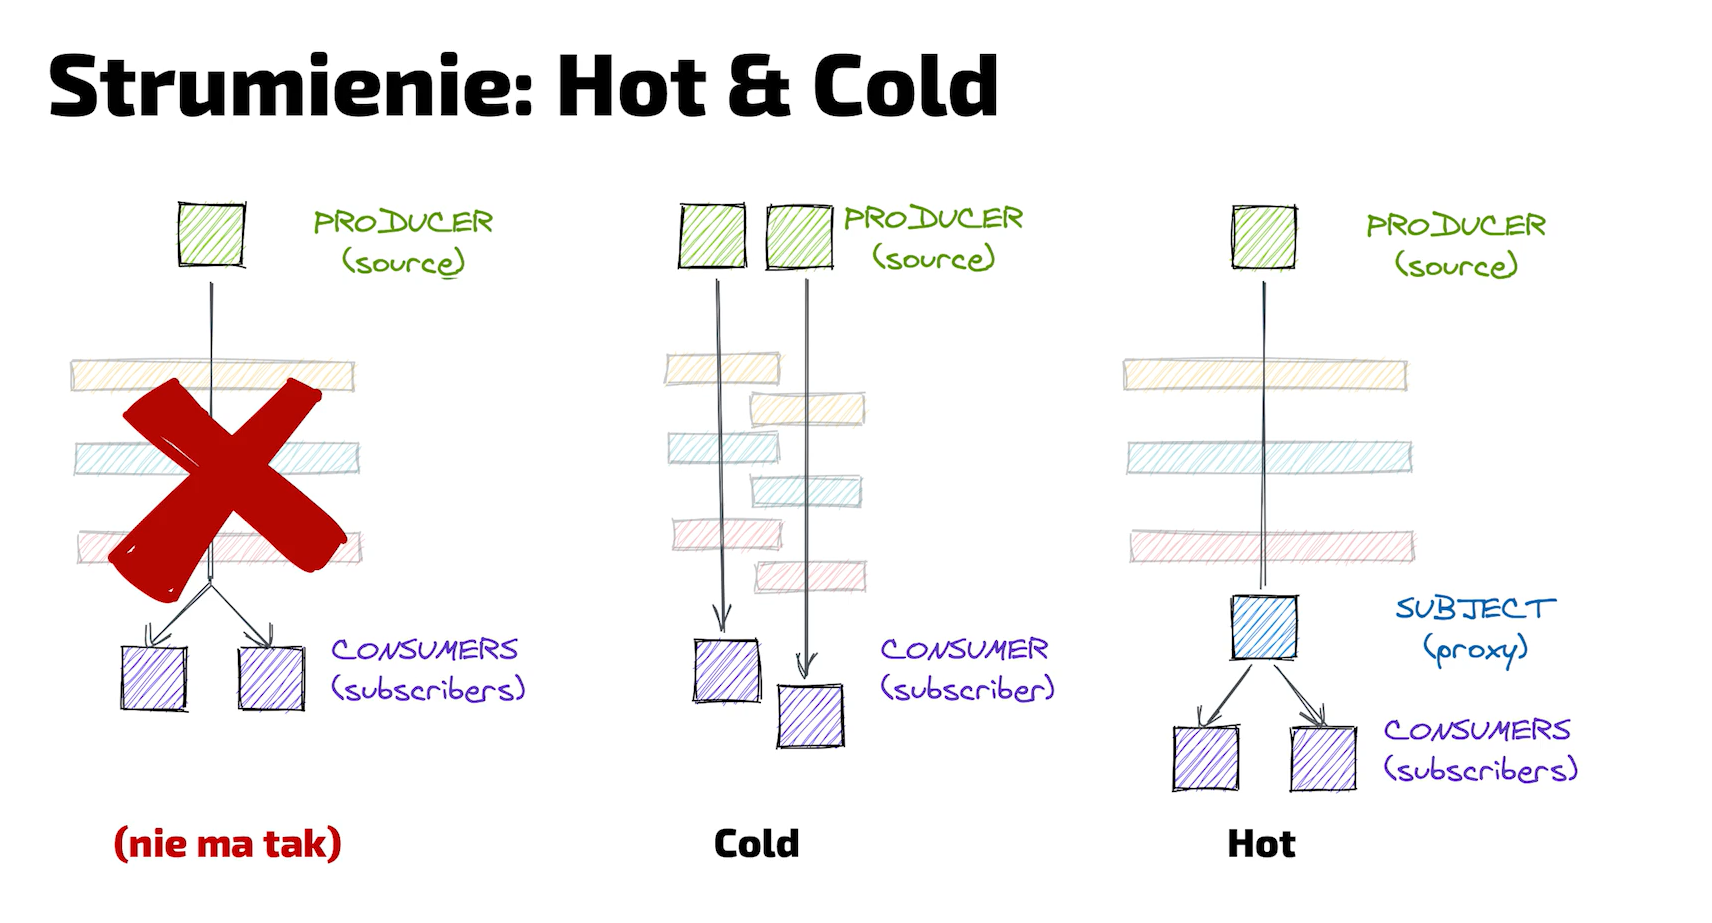 Strumienie: Hot & Cold
PRODUCER
(source)
CONSUMERS
(subscribers)
(nie ma tak)
PRODUCER
(source)
CONSUMER
(subscriber)
Cold
PRODUCER
(source)
SUBJECT
(proxy)
CONSUMERS
(subscribers)
Hot